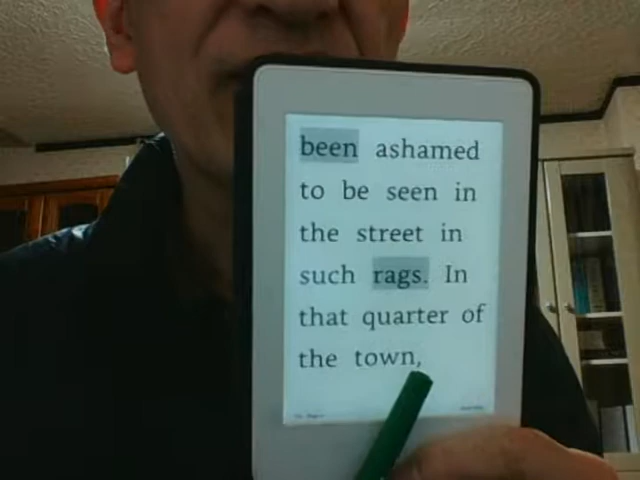 been ashamed
to be seen in
the street in
such rags. In
that quarter of
the town,